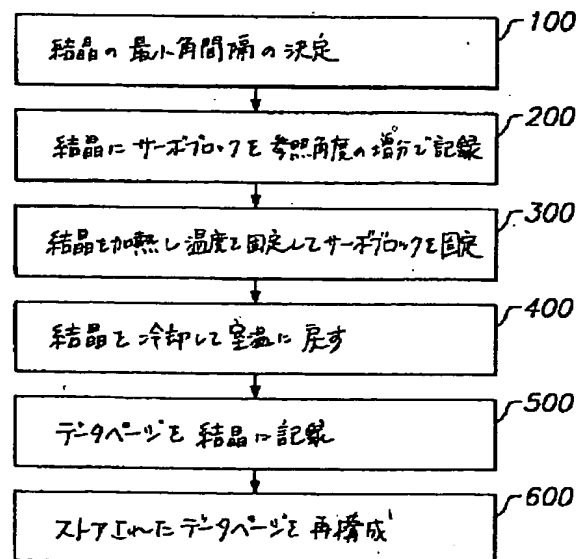 結晶の最小角間隔の決定
100
結晶にサーボブロックを参照角度の増分で記録
200
結晶を加熱し温度を固定してサーボブロックを固定
300
結晶を冷却して室温に戻す
400
データページを結晶に記録
500
ストアされたデータページを再構成
600